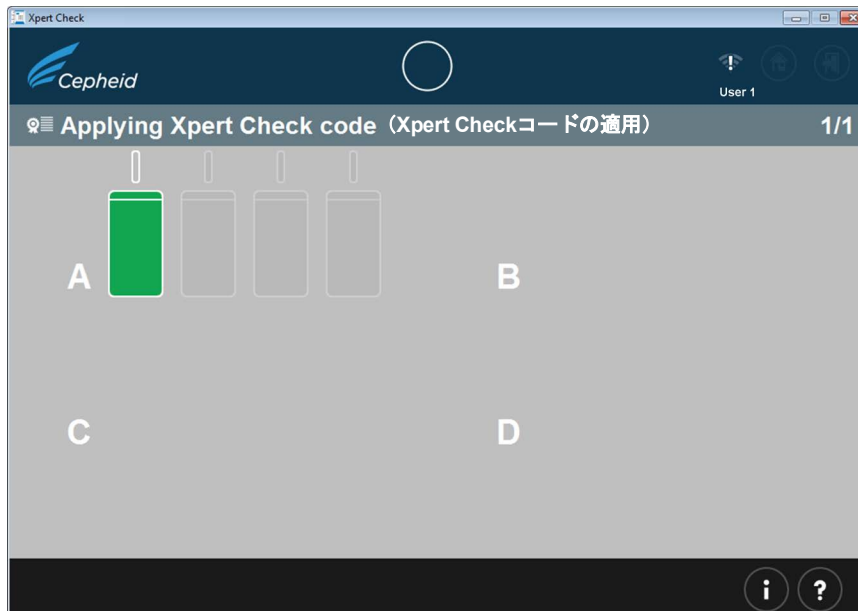 Xpert Check
Cepheid
User 1
Applying Xpert Check code（Xpert Checkコードの適用） 1/1
A B
C D
i ?